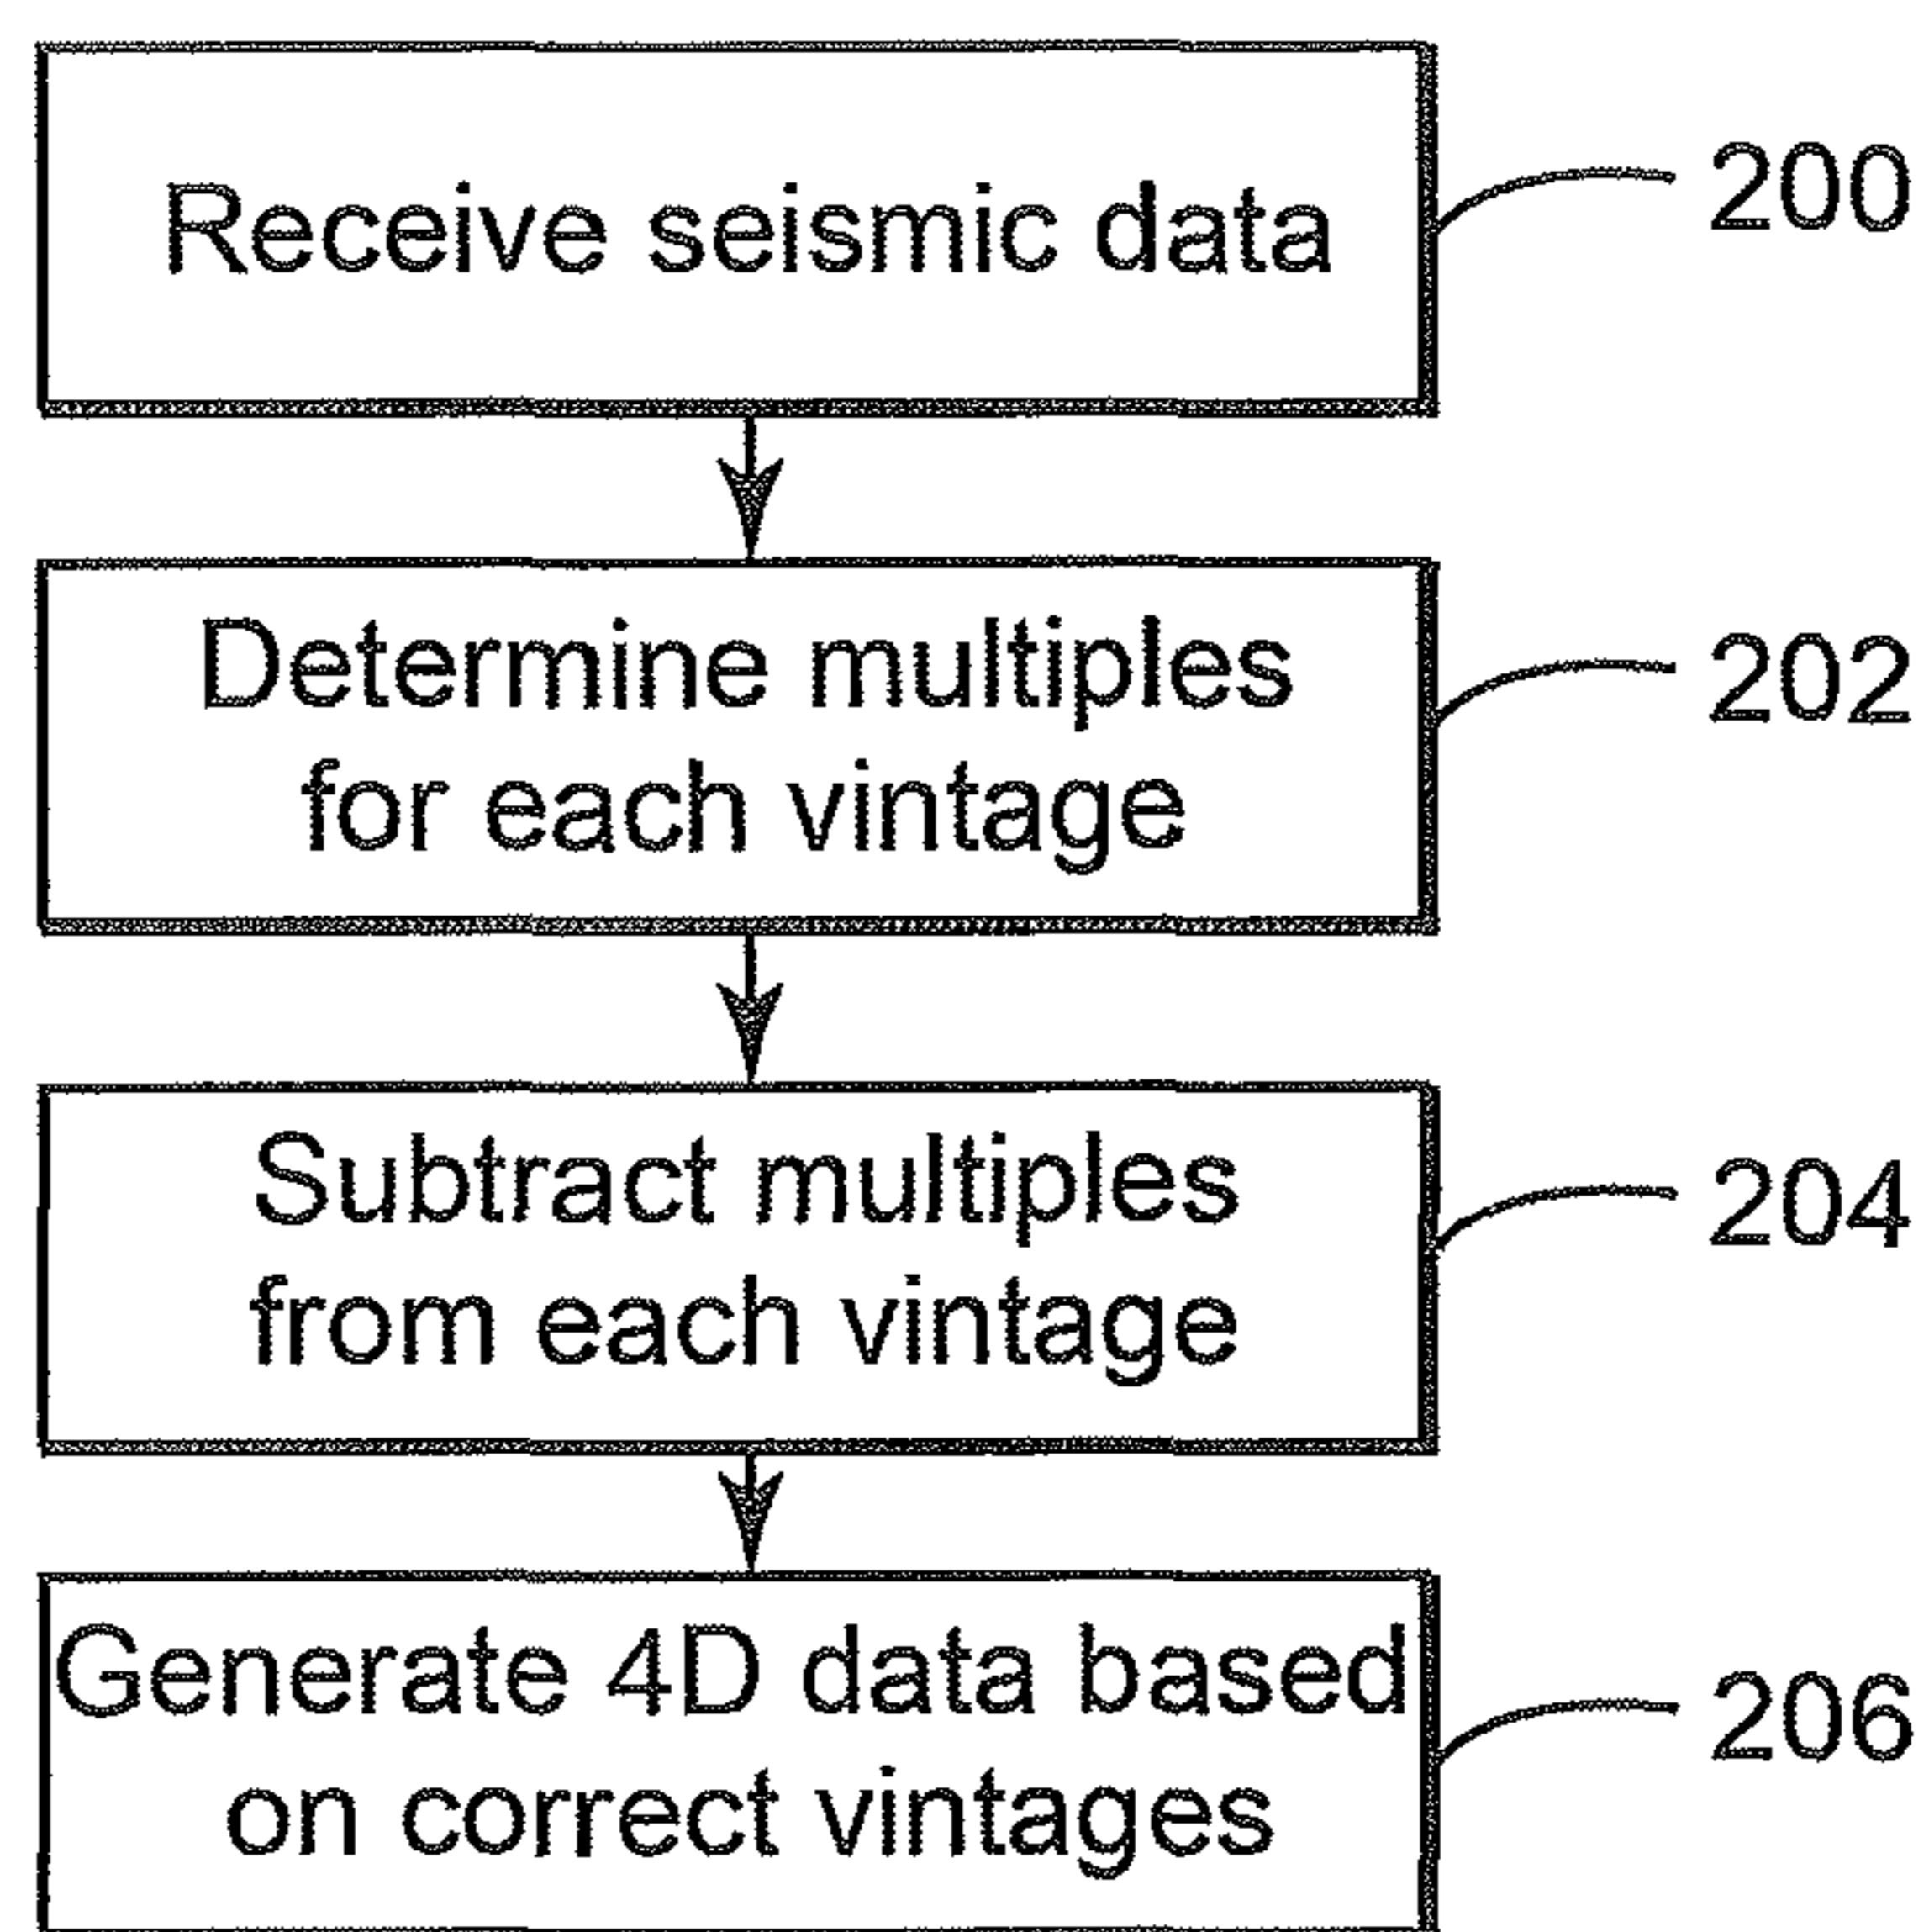 Receive seismic data
200
Determine multiples
for each vintage
202
Subtract multiples
from each vintage
204
Generate 4D data based
on correct vintages
206